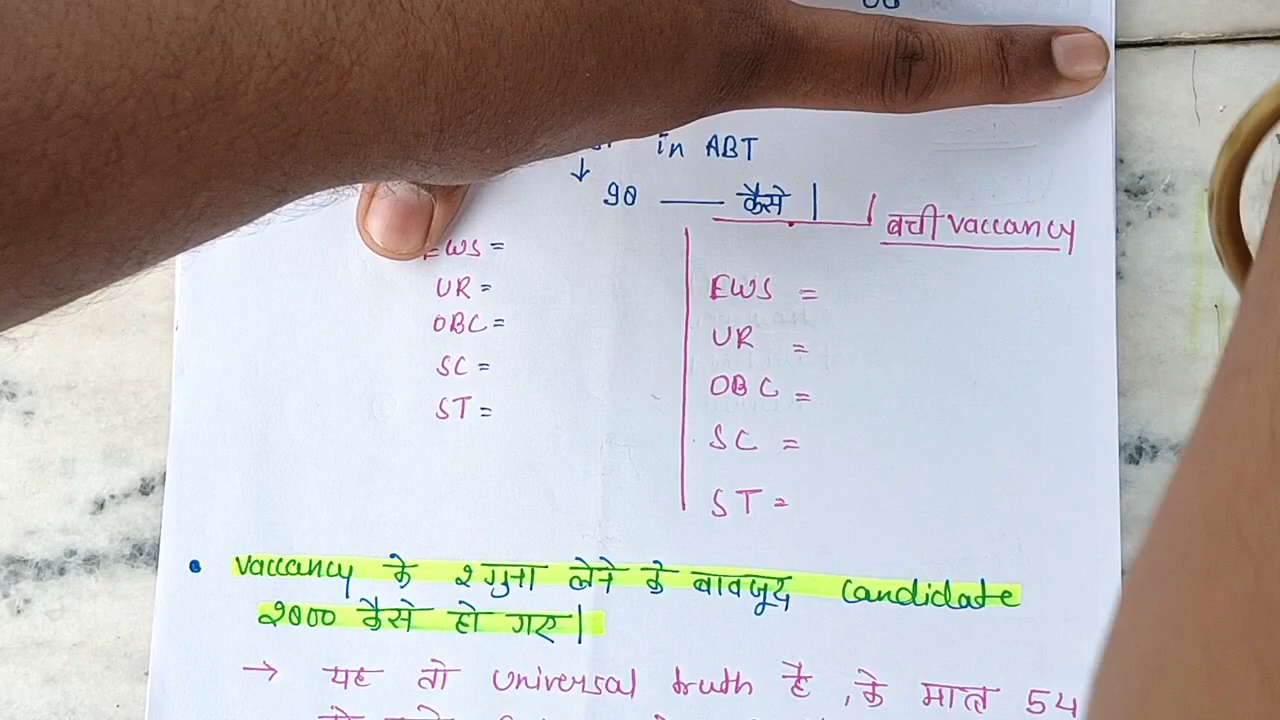 in ABT
↓ 90 —— कैसे |
बची vaccancy
EWS =
UR =
OBC =
SC =
ST =
EWS =
UR =
OBC =
SC =
ST =
• vaccancy के २ गुना लेने के बावजूद candidate
2000 कैसे हो गए|
→ यह तो universal truth है , के मात्र 54